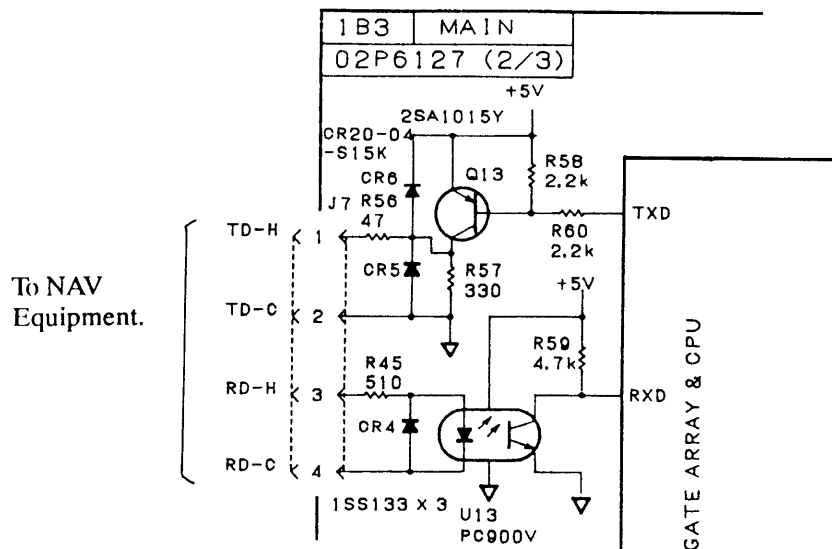 1B3 MAIN
02P6127 (2/3)
+5V
2SA1015Y
CR20-04
-S15K
CR6
Q13
R58
2.2k
J7 R56
47
TXD
TD-H 1
R60
2.2k
CR5
R57
330
+5V
To NAV
Equipment.
TD-C 2
R59
4.7k
R45
510
RD-H 3
RXD
CR4
RD-C 4
1SS133 X 3
U13
PC900V
GATE ARRAY & CPU